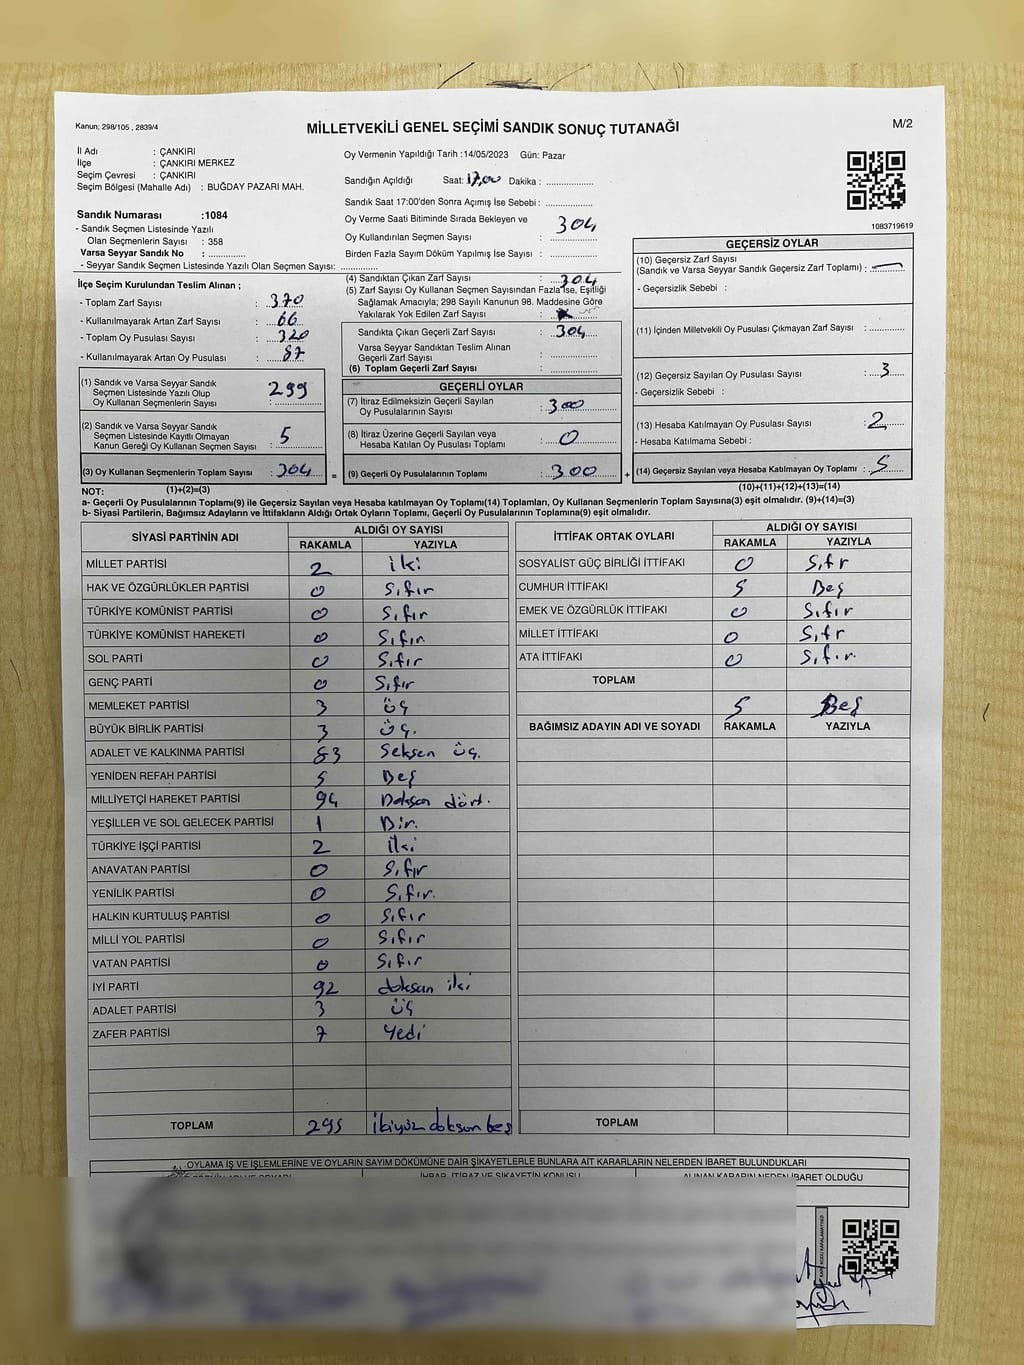 Kanun; 298/105 , 2839/4
MİLLETVEKİLİ GENEL SEÇİMİ SANDIK SONUÇ TUTANAĞI
M/2
İl Adı : ÇANKIRI
İlçe : ÇANKIRI MERKEZ
Seçim Çevresi : ÇANKIRI
Seçim Bölgesi (Mahalle Adı) : BUĞDAY PAZARI MAH.
Sandık Numarası :1084
- Sandık Seçmen Listesinde Yazılı
Olan Seçmenlerin Sayısı : 358
Varsa Seyyar Sandık No : ..............
- Seyyar Sandık Seçmen Listesinde Yazılı Olan Seçmen Sayısı: ..............
İlçe Seçim Kurulundan Teslim Alınan ;
- Toplam Zarf Sayısı : 370
- Kullanılmayarak Artan Zarf Sayısı : 66
- Toplam Oy Pusulası Sayısı : 320
- Kullanılmayarak Artan Oy Pusulası : 87
(1) Sandık ve Varsa Seyyar Sandık
Seçmen Listesinde Yazılı Olup
Oy Kullanan Seçmenlerin Sayısı : 299
(2) Sandık ve Varsa Seyyar Sandık
Seçmen Listesinde Kayıtlı Olmayan
Kanun Gereği Oy Kullanan Seçmen Sayısı : 5
(3) Oy Kullanan Seçmenlerin Toplam Sayısı : 304 =
(1)+(2)=(3)
Oy Vermenin Yapıldığı Tarih :14/05/2023 Gün: Pazar
Sandığın Açıldığı Saat: 17,00 Dakika : ..............
Sandık Saat 17:00'den Sonra Açımış İse Sebebi : ..............
Oy Verme Saati Bitiminde Sırada Bekleyen ve
Oy Kullandırılan Seçmen Sayısı : 304
Birden Fazla Sayım Döküm Yapılmış İse Sayısı : ..............
(4) Sandıktan Çıkan Zarf Sayısı : 304
(5) Zarf Sayısı Oy Kullanan Seçmen Sayısından Fazla İse, Eşitliği
Sağlamak Amacıyla; 298 Sayılı Kanunun 98. Maddesine Göre
Yakılarak Yok Edilen Zarf Sayısı :
Sandıkta Çıkan Geçerli Zarf Sayısı : 304
Varsa Seyyar Sandıktan Teslim Alınan
Geçerli Zarf Sayısı : ..............
(6) Toplam Geçerli Zarf Sayısı : ..............
GEÇERLİ OYLAR
(7) İtiraz Edilmeksizin Geçerli Sayılan
Oy Pusulalarının Sayısı : 300
(8) İtiraz Üzerine Geçerli Sayılan veya
Hesaba Katılan Oy Pusulası Toplamı : 0
(9) Geçerli Oy Pusulalarının Toplamı : 300 +
1083719619
GEÇERSİZ OYLAR
(10) Geçersiz Zarf Sayısı
(Sandık ve Varsa Seyyar Sandık Geçersiz Zarf Toplamı) : —
- Geçersizlik Sebebi :
(11) İçinden Milletvekili Oy Pusulası Çıkmayan Zarf Sayısı : ............
(12) Geçersiz Sayılan Oy Pusulası Sayısı : 3
- Geçersizlik Sebebi :
(13) Hesaba Katılmayan Oy Pusulası Sayısı : 2
- Hesaba Katılmama Sebebi :
(14) Geçersiz Sayılan veya Hesaba Katılmayan Oy Toplamı : 5
(10)+(11)+(12)+(13)=(14)
NOT:
a- Geçerli Oy Pusulalarının Toplamı(9) ile Geçersiz Sayılan veya Hesaba katılmayan Oy Toplamı(14) Toplamları, Oy Kullanan Seçmenlerin Toplam Sayısına(3) eşit olmalıdır. (9)+(14)=(3)
b- Siyasi Partilerin, Bağımsız Adayların ve İttifakların Aldığı Ortak Oyların Toplamı, Geçerli Oy Pusulalarının Toplamına(9) eşit olmalıdır.
SİYASİ PARTİNİN ADI ALDIĞI OY SAYISI
RAKAMLA YAZIYLA
MİLLET PARTİSİ 2 iki
HAK VE ÖZGÜRLÜKLER PARTİSİ 0 Sıfır
TÜRKİYE KOMÜNİST PARTİSİ 0 Sıfır
TÜRKİYE KOMÜNİST HAREKETİ 0 Sıfır
SOL PARTİ 0 Sıfır
GENÇ PARTİ 0 Sıfır
MEMLEKET PARTİSİ 3 üç
BÜYÜK BİRLİK PARTİSİ 3 üç.
ADALET VE KALKINMA PARTİSİ 83 Seksen üç.
YENİDEN REFAH PARTİSİ 5 Beş
MİLLİYETÇİ HAREKET PARTİSİ 94 Doksan dört.
YEŞİLLER VE SOL GELECEK PARTİSİ 1 Bir.
TÜRKİYE İŞÇİ PARTİSİ 2 iki
ANAVATAN PARTİSİ 0 Sıfır
YENİLİK PARTİSİ 0 Sıfır.
HALKIN KURTULUŞ PARTİSİ 0 Sıfır
MİLLİ YOL PARTİSİ 0 Sıfır
VATAN PARTİSİ 0 Sıfır
İYİ PARTİ 92 doksan iki
ADALET PARTİSİ 3 üç
ZAFER PARTİSİ 7 Yedi
TOPLAM 295 ikiyüz doksan beş
İTTİFAK ORTAK OYLARI ALDIĞI OY SAYISI
RAKAMLA YAZIYLA
SOSYALİST GÜÇ BİRLİĞİ İTTİFAKI 0 Sıfr
CUMHUR İTTİFAKI 5 Beş
EMEK VE ÖZGÜRLÜK İTTİFAKI 0 Sıfır
MİLLET İTTİFAKI 0 Sıfr
ATA İTTİFAKI 0 Sıfır.
TOPLAM
5 Beş
BAĞIMSIZ ADAYIN ADI VE SOYADI RAKAMLA YAZIYLA
TOPLAM
OYLAMA İŞ VE İŞLEMLERİNE VE OYLARIN SAYIM DÖKÜMÜNE DAİR ŞİKAYETLERLE BUNLARA AİT KARARLARIN NELERDEN İBARET BULUNDUKLARI
İHBAR, İTİRAZ VE ŞİKAYETİN KONUSU ALINAN KARARIN NEDEN İBARET OLDUĞU